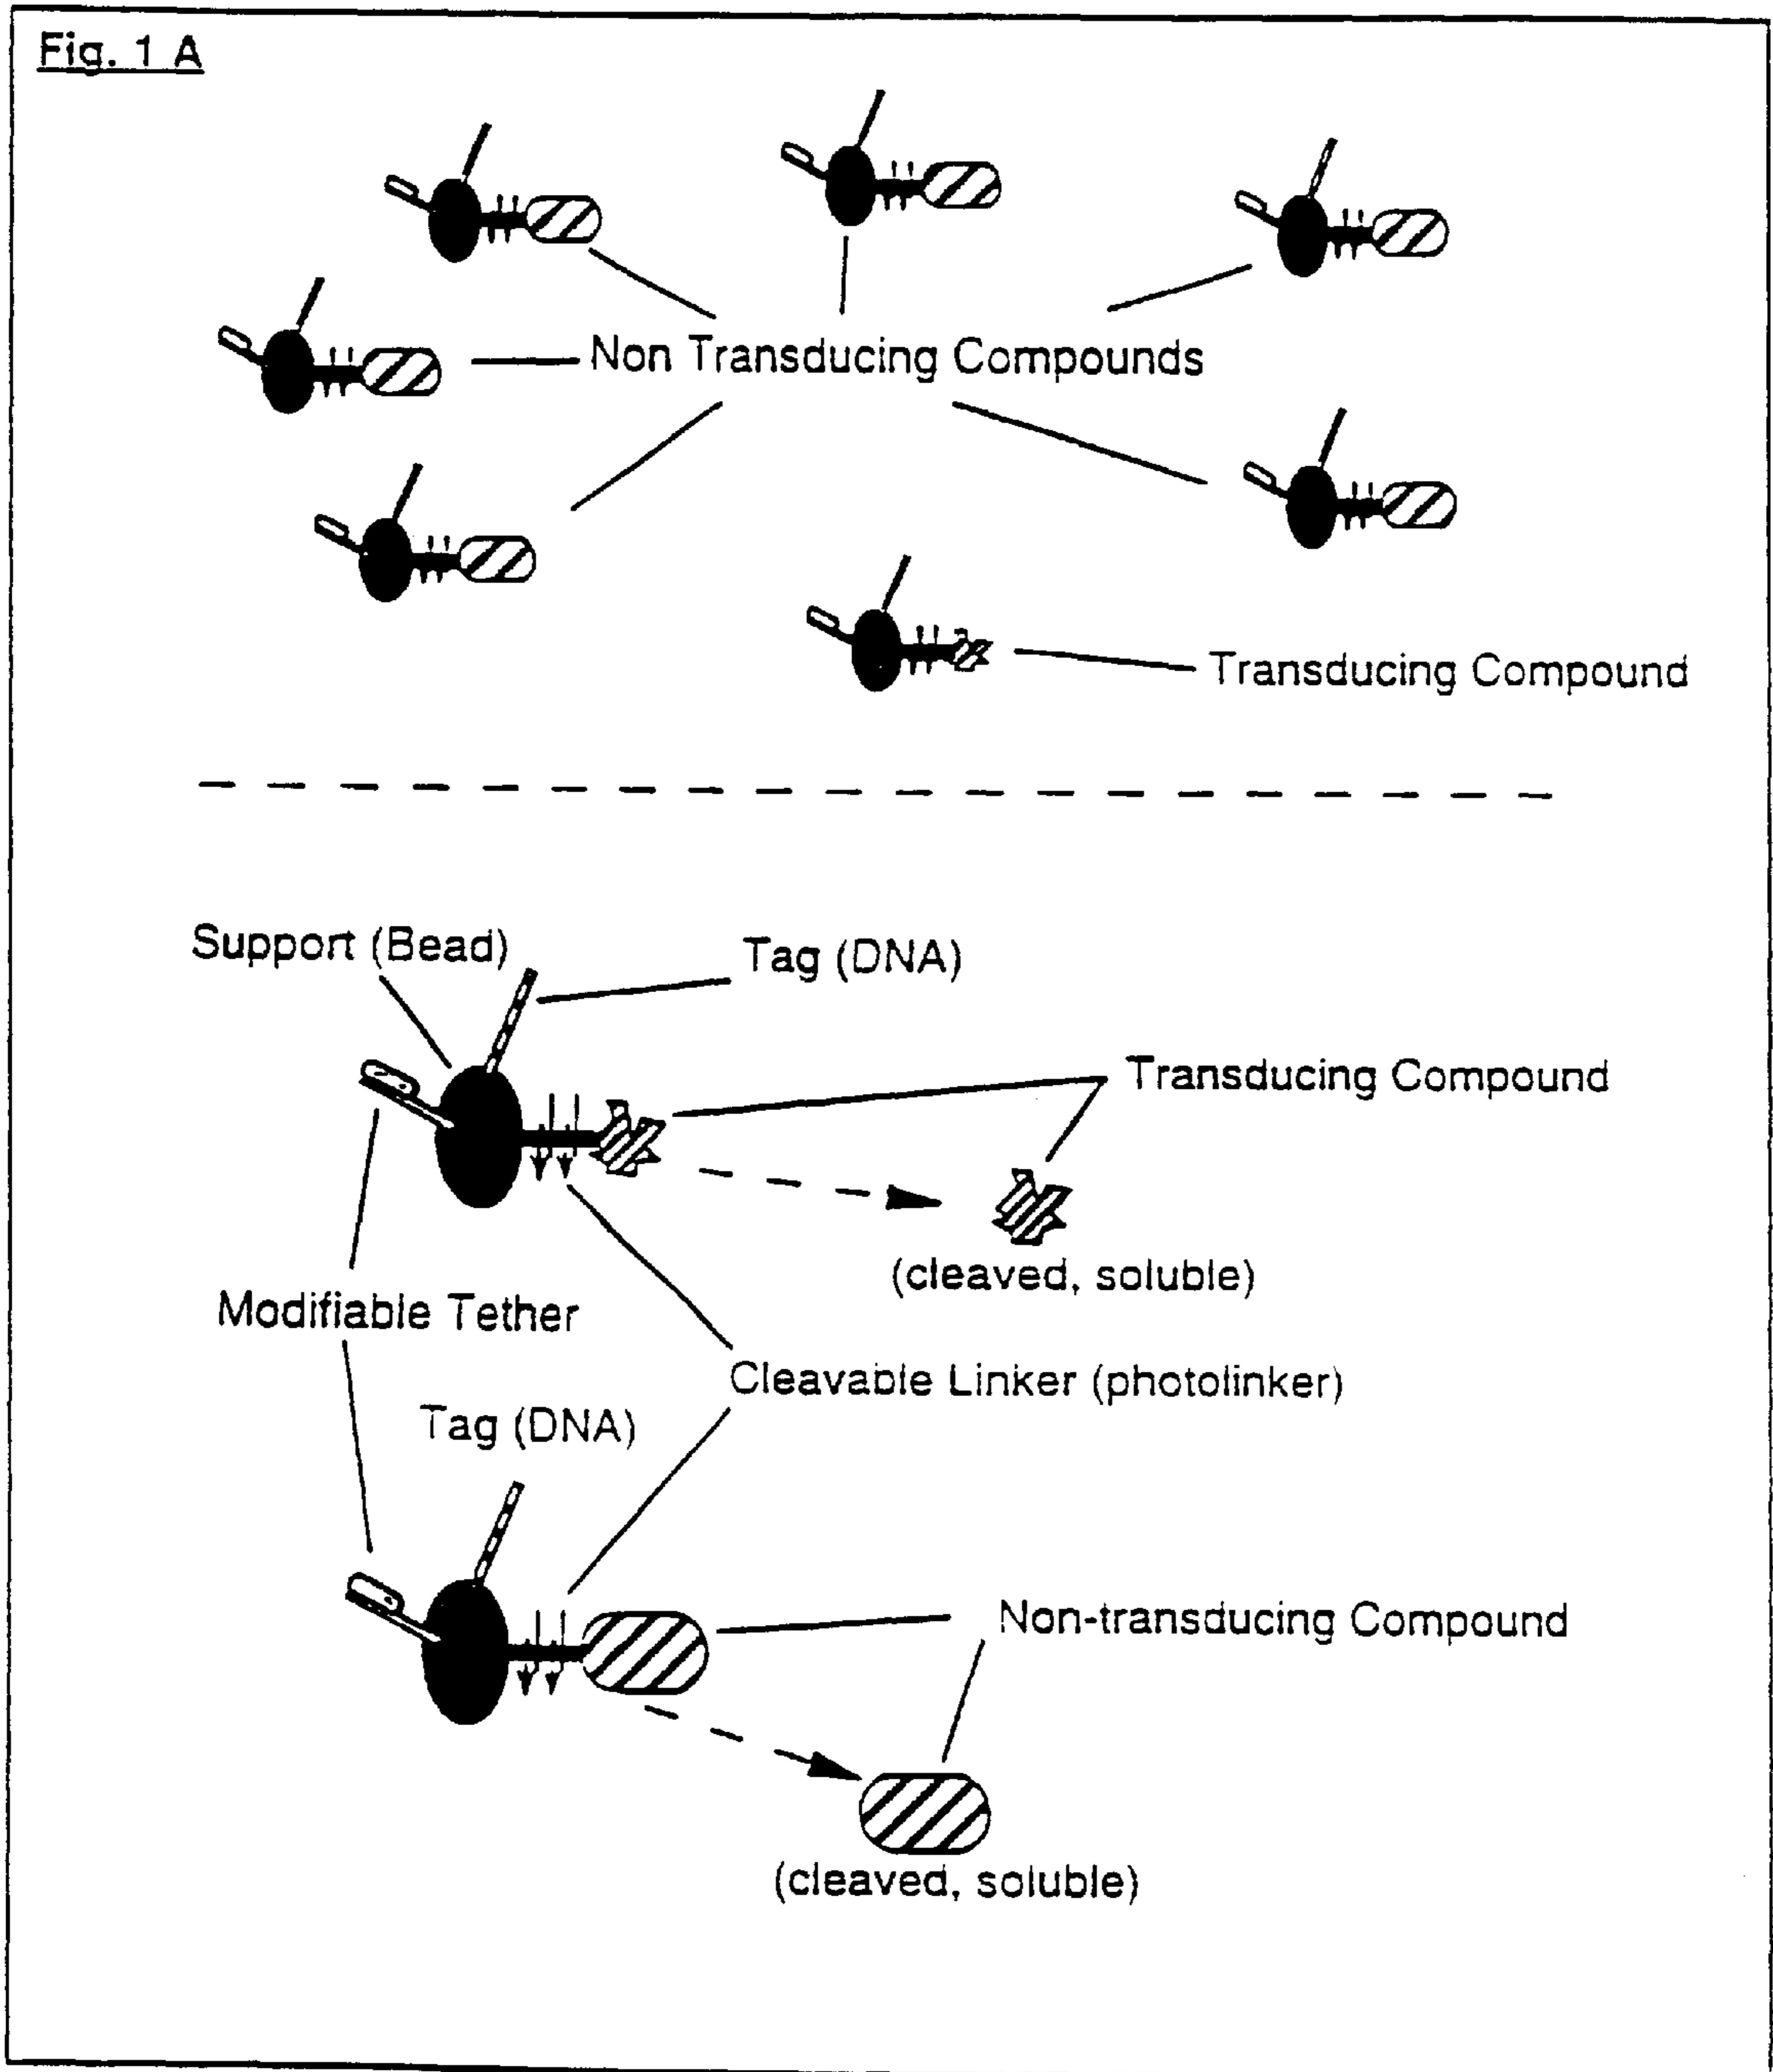 Fig. 1 A
Non Transducing Compounds
Transducing Compound
Support (Bead)
Tag (DNA)
Transducing Compound
(cleaved, soluble)
Modifiable Tether
Cleavable Linker (photolinker)
Tag (DNA)
Non-transducing Compound
(cleaved, soluble)